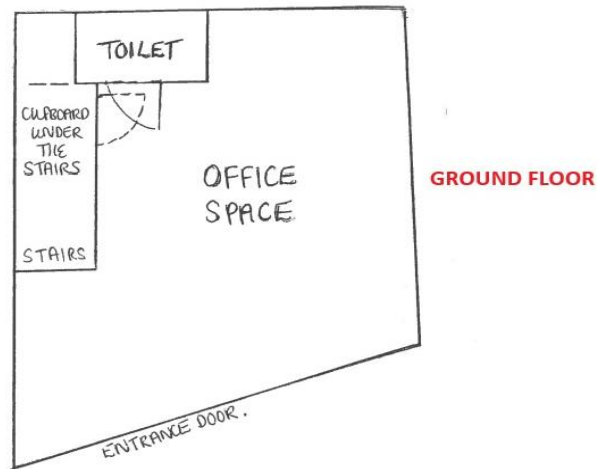 TOILET
CUPBOARD
UNDER
THE
STAIRS
OFFICE
SPACE
GROUND FLOOR
STAIRS
ENTRANCE DOOR.